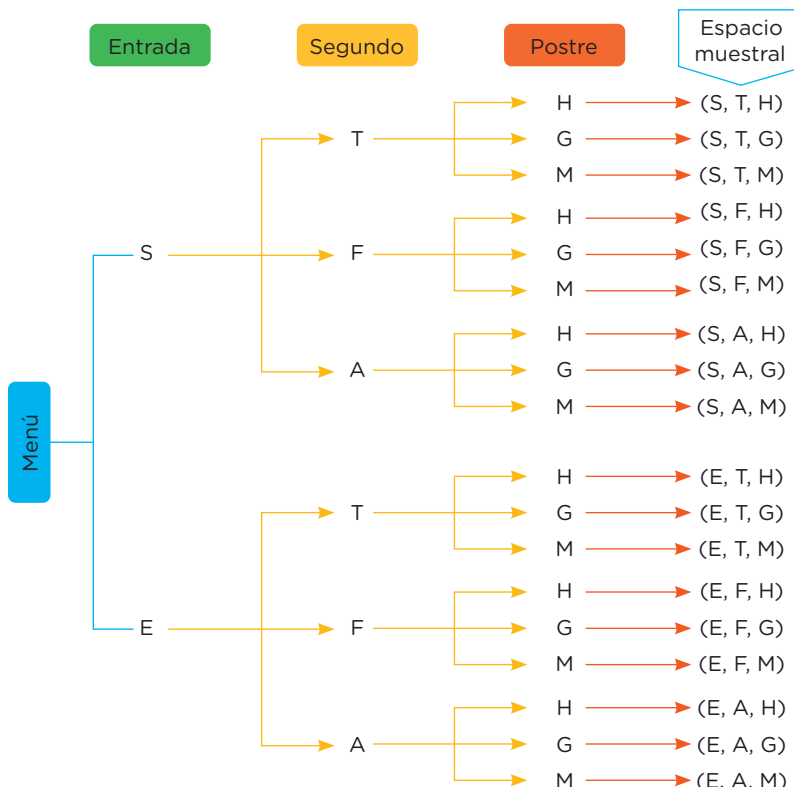 Entrada Segundo Postre Espacio
muestral
H (S, T, H)
T G (S, T, G)
M (S, T, M)
H (S, F, H)
S F G (S, F, G)
M (S, F, M)
H (S, A, H)
A G (S, A, G)
M (S, A, M)
Menú
H (E, T, H)
T G (E, T, G)
M (E, T, M)
H (E, F, H)
E F G (E, F, G)
M (E, F, M)
H (E, A, H)
A G (E, A, G)
M (E, A, M)